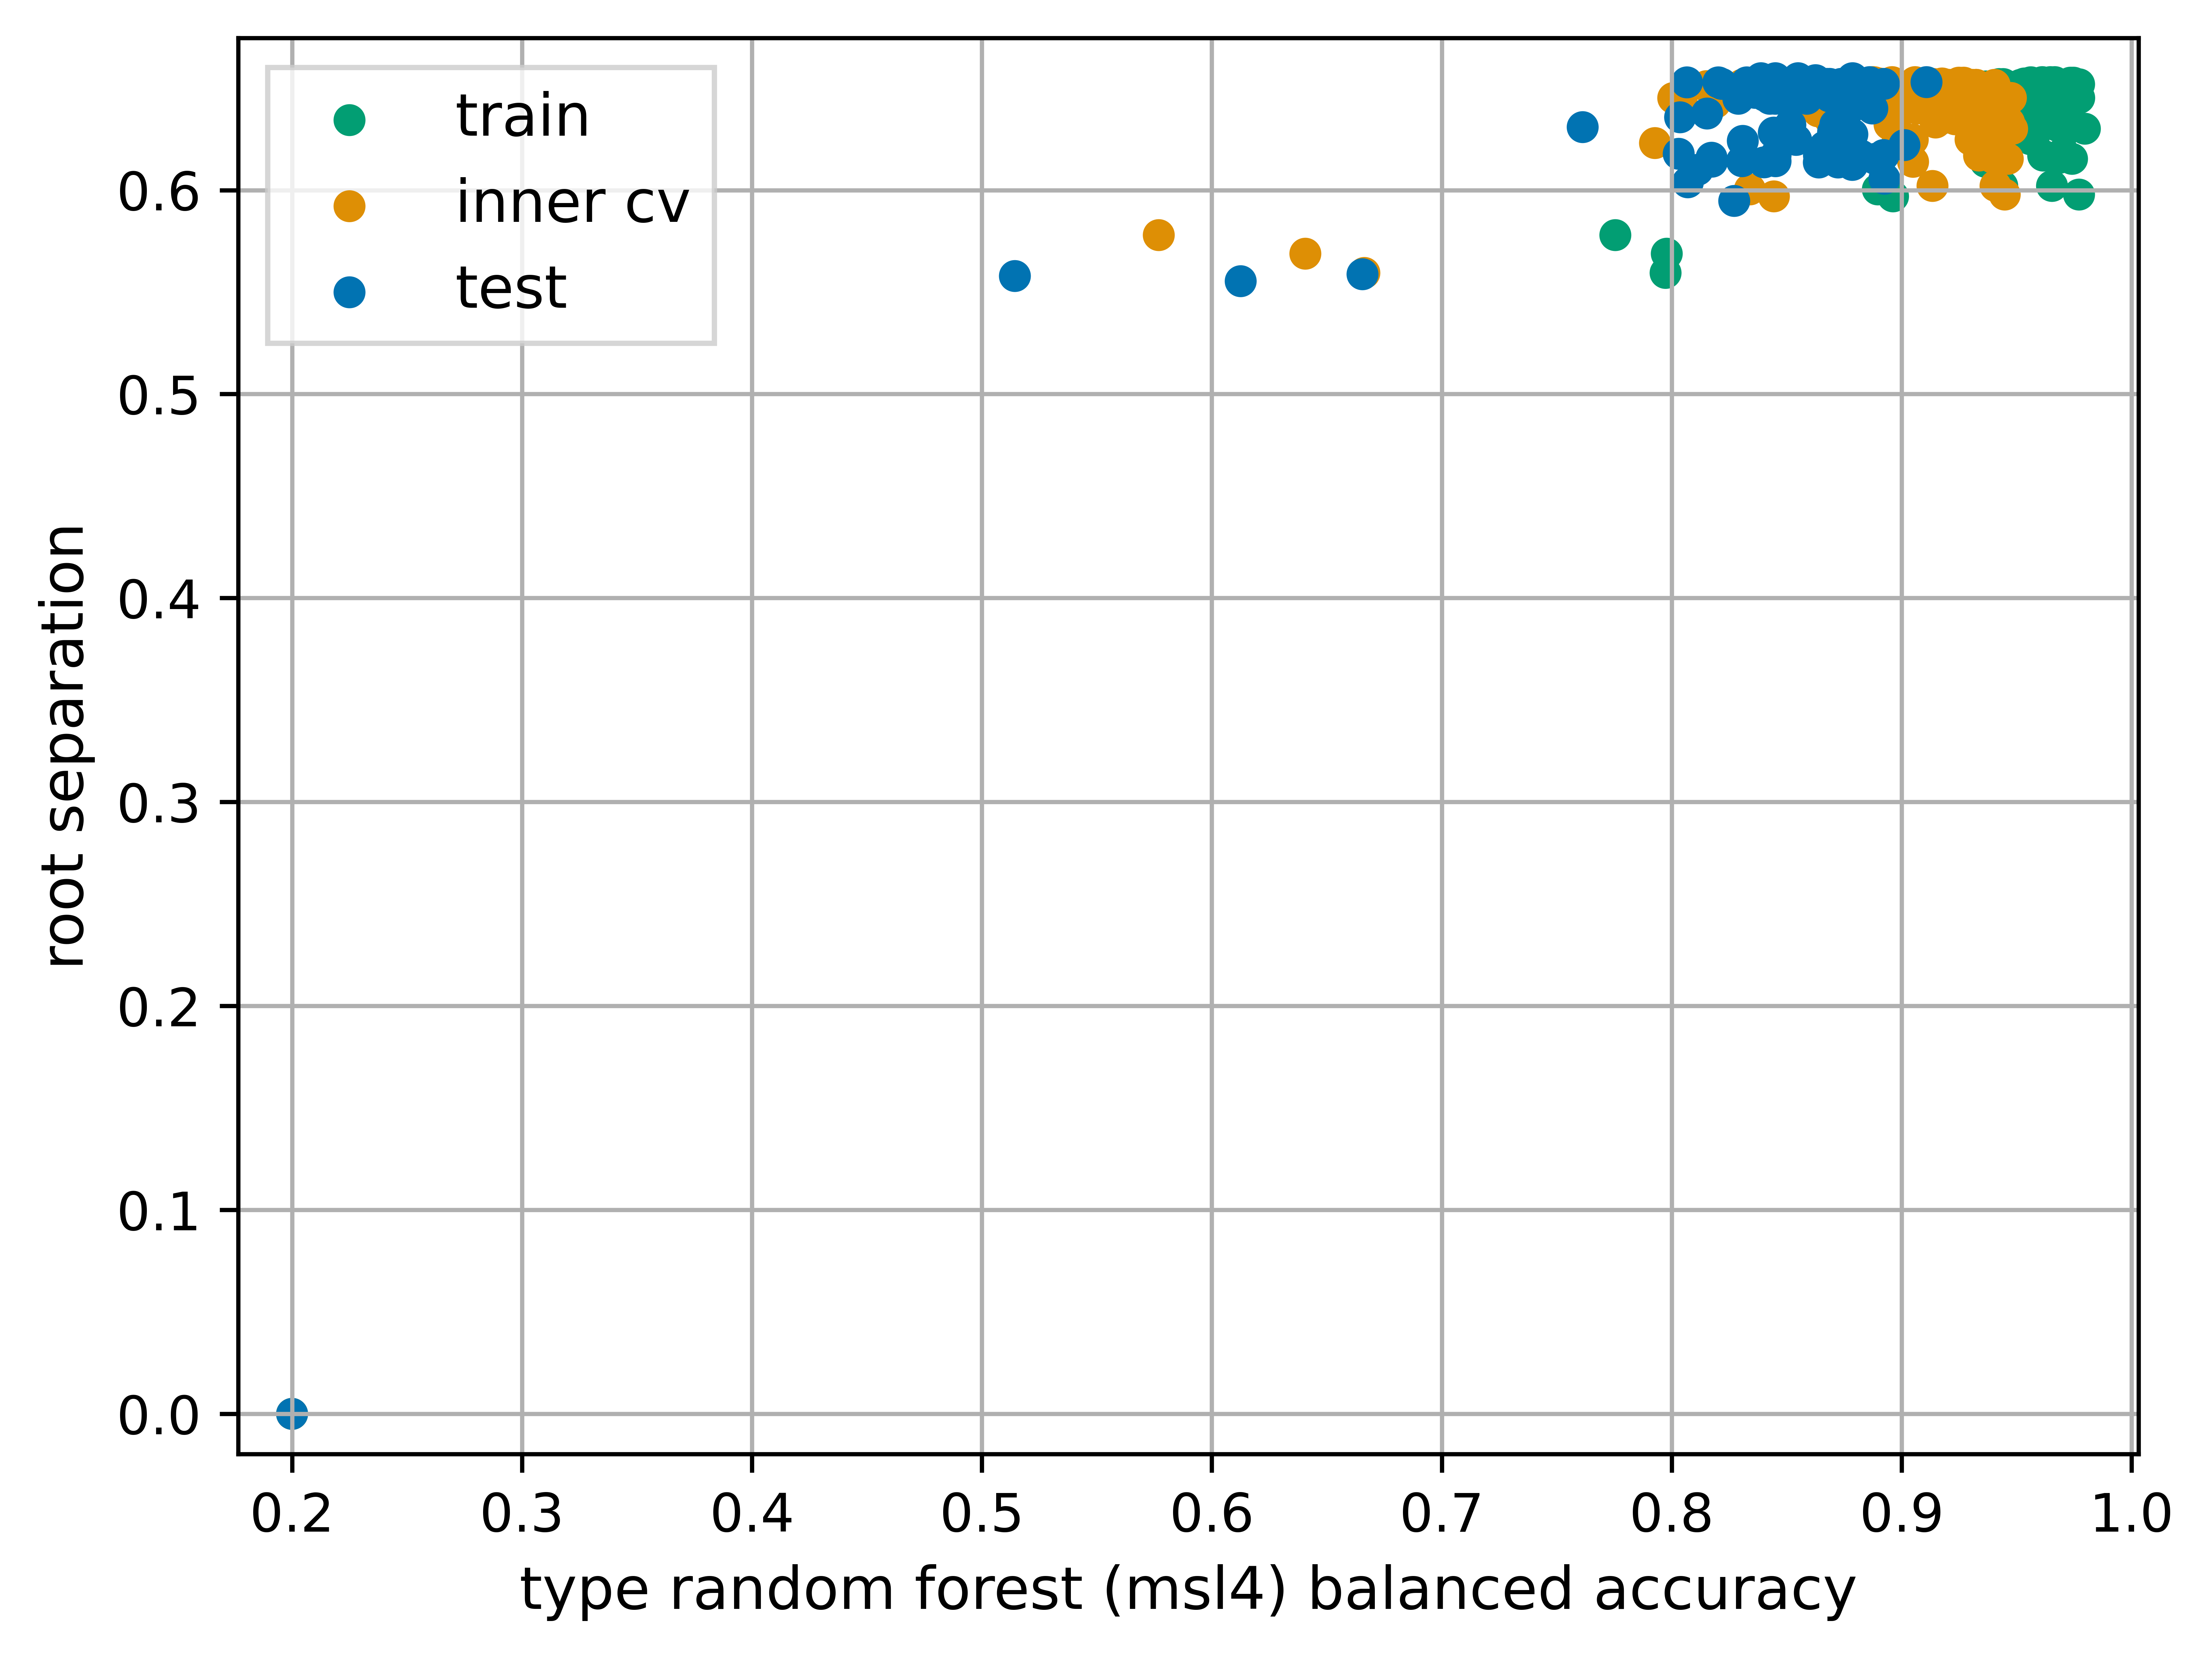 train
inner cv
test
0.6
0.5
0.4
0.3
0.2
0.1
0.0
root separation
0.2 0.3 0.4 0.5 0.6 0.7 0.8 0.9 1.0
type random forest (msl4) balanced accuracy